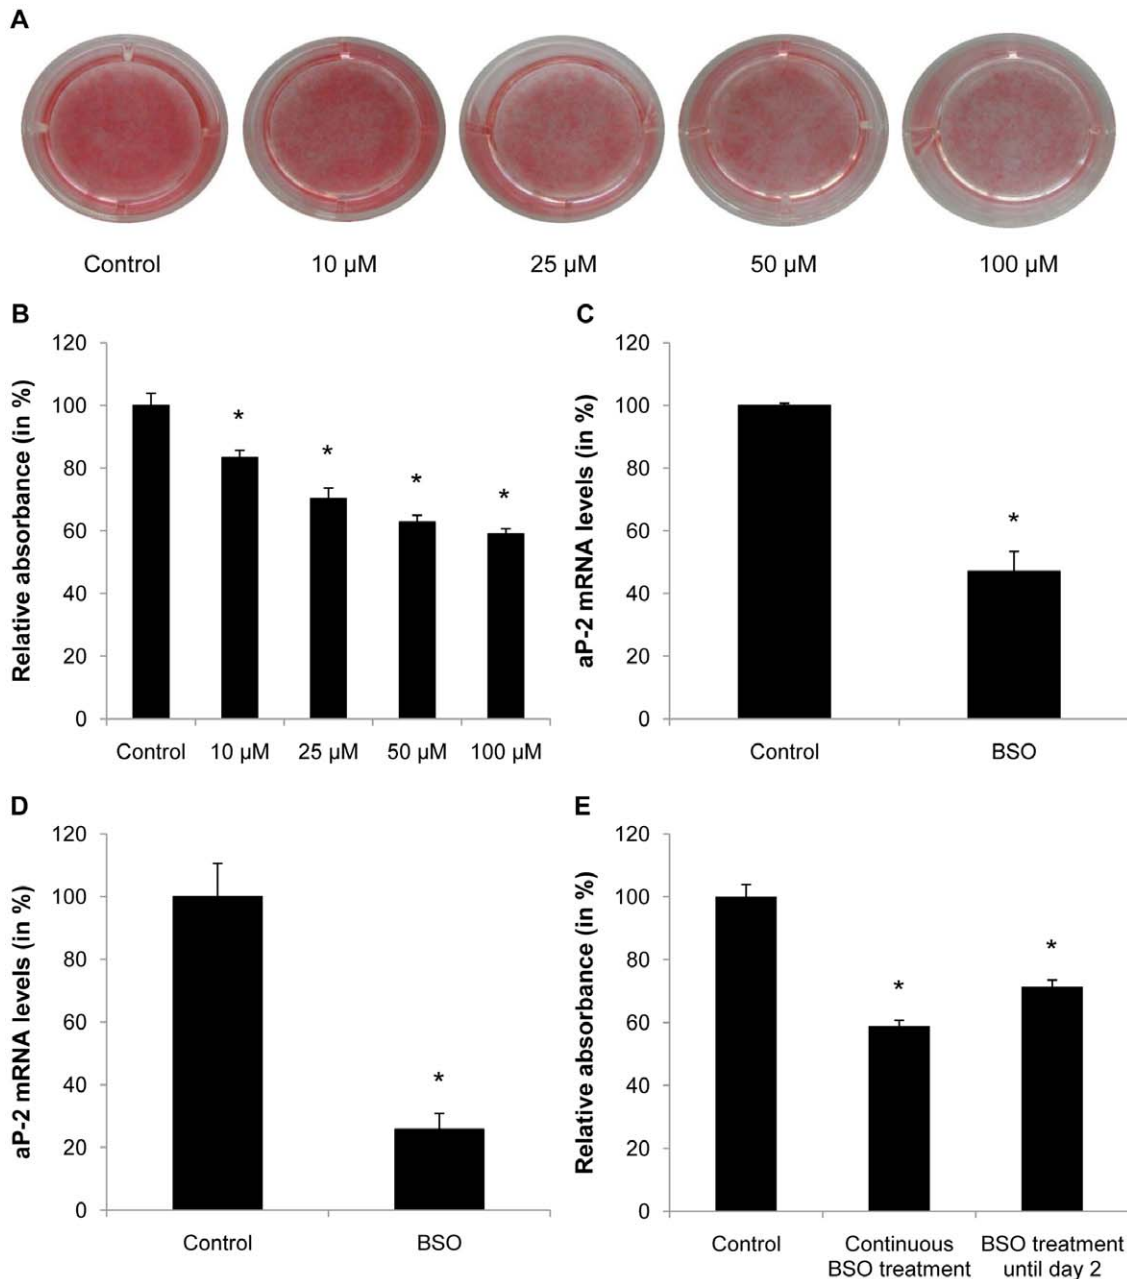 A
Control 10 µM 25 µM 50 µM 100 µM
B
Relative absorbance (in %)
120
100
80
60
40
20
0
* * * *
Control 10 µM 25 µM 50 µM 100 µM
C
aP-2 mRNA levels (in %)
120
100
80
60
40
20
0
*
Control BSO
D
aP-2 mRNA levels (in %)
120
100
80
60
40
20
0
*
Control BSO
E
Relative absorbance (in %)
120
100
80
60
40
20
0
* *
Control
Continuous
BSO treatment
BSO treatment
until day 2